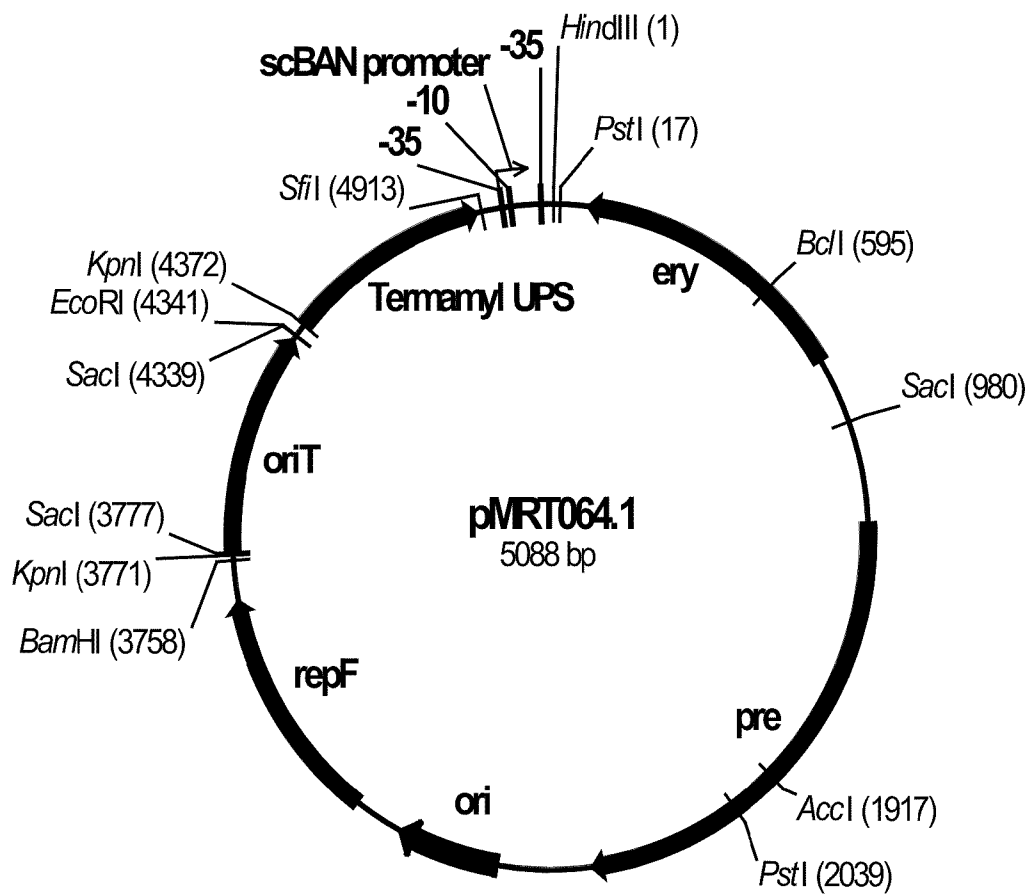 HindIII (1)
-35
scBAN promoter
-10
PstI (17)
-35
SfiI (4913)
BclI (595)
KpnI (4372)
ery
EcoRI (4341)
Termamyl UPS
SacI (4339)
SacI (980)
oriT
pMRT064.1
5088 bp
SacI (3777)
KpnI (3771)
BamHI (3758)
repF
pre
ori
AccI (1917)
PstI (2039)